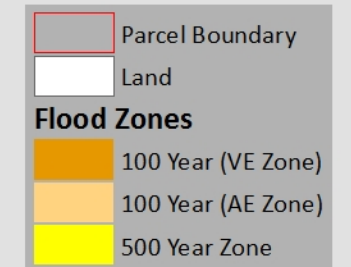 Parcel Boundary
Land
Flood Zones
100 Year (VE Zone)
100 Year (AE Zone)
500 Year Zone